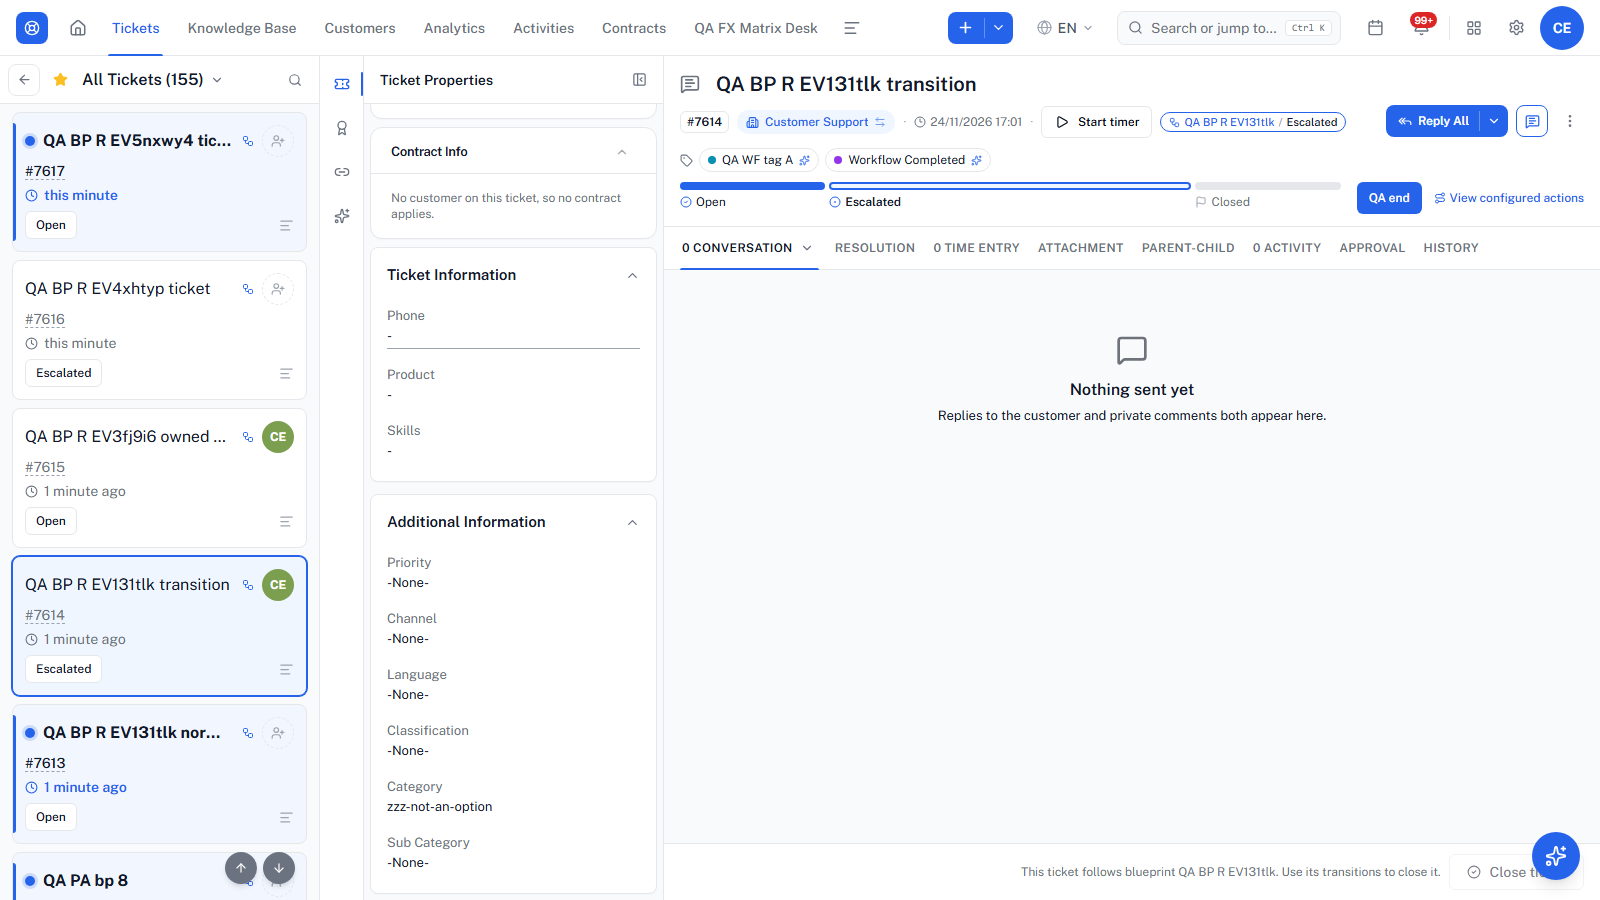 Tickets
Knowledge Base
Customers
Analytics
Activities
Contracts
QA FX Matrix Desk
EN
Search or jump to...
Ctrl K
99+
CE
All Tickets (155)
QA BP R EV5nxwy4 tic...
#7617
this minute
Open
QA BP R EV4xhtyp ticket
#7616
this minute
Escalated
QA BP R EV3fj9i6 owned ...
CE
#7615
1 minute ago
Open
QA BP R EV131tlk transition
CE
#7614
1 minute ago
Escalated
QA BP R EV131tlk nor...
#7613
1 minute ago
Open
QA PA bp 8
Ticket Properties
Contract Info
No customer on this ticket, so no contract
applies.
Ticket Information
Phone
-
Product
-
Skills
-
Additional Information
Priority
-None-
Channel
-None-
Language
-None-
Classification
-None-
Category
zzz-not-an-option
Sub Category
-None-
QA BP R EV131tlk transition
#7614
Customer Support
· 24/11/2026 17:01 ·
Start timer
QA BP R EV131tlk / Escalated
Reply All
QA WF tag A
Workflow Completed
Open
Escalated
Closed
QA end
View configured actions
0 CONVERSATION
RESOLUTION
0 TIME ENTRY
ATTACHMENT
PARENT-CHILD
0 ACTIVITY
APPROVAL
HISTORY
Nothing sent yet
Replies to the customer and private comments both appear here.
This ticket follows blueprint QA BP R EV131tlk. Use its transitions to close it.
Close